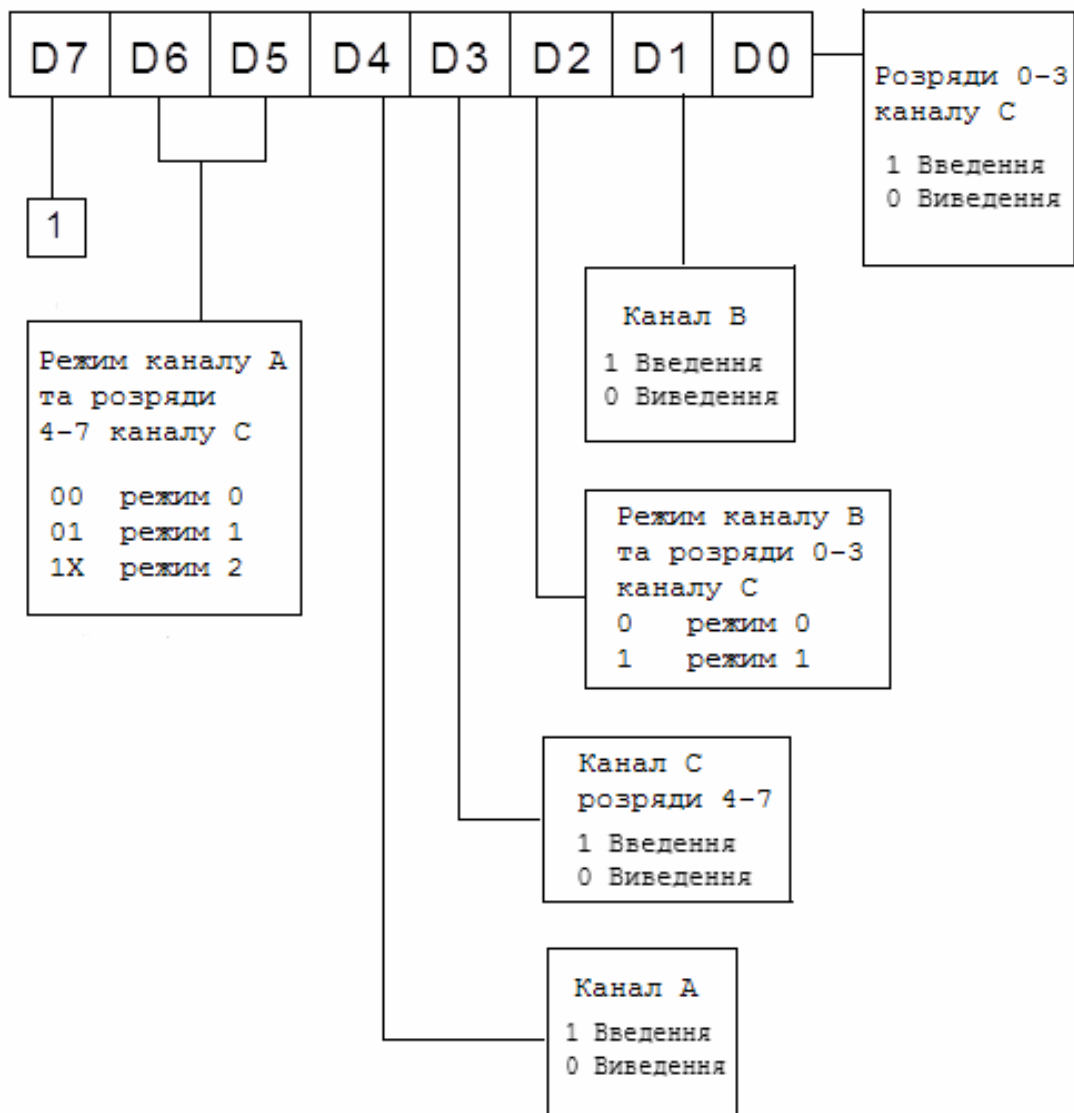 D7 D6 D5 D4 D3 D2 D1 D0
Розряди 0-3
каналу С
1 Введення
0 Виведення
1
Канал В
1 Введення
0 Виведення
Режим каналу А
та розряди
4-7 каналу С
00 режим 0
01 режим 1
1X режим 2
Режим каналу В
та розряди 0-3
каналу С
0 режим 0
1 режим 1
Канал С
розряди 4-7
1 Введення
0 Виведення
Канал А
1 Введення
0 Виведення